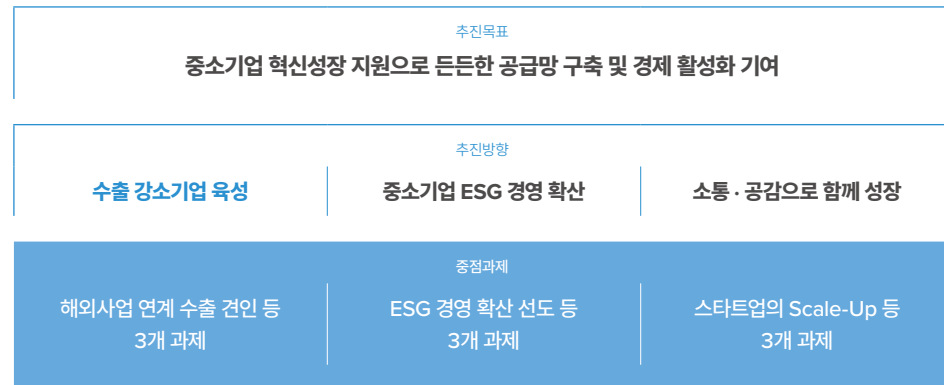 추진목표
중소기업 혁신성장 지원으로 든든한 공급망 구축 및 경제 활성화 기여
추진방향
수출 강소기업 육성
중소기업 ESG 경영 확산
소통 · 공감으로 함께 성장
중점과제
해외사업 연계 수출 견인 등
3개 과제
ESG 경영 확산 선도 등
3개 과제
스타트업의 Scale-Up 등
3개 과제